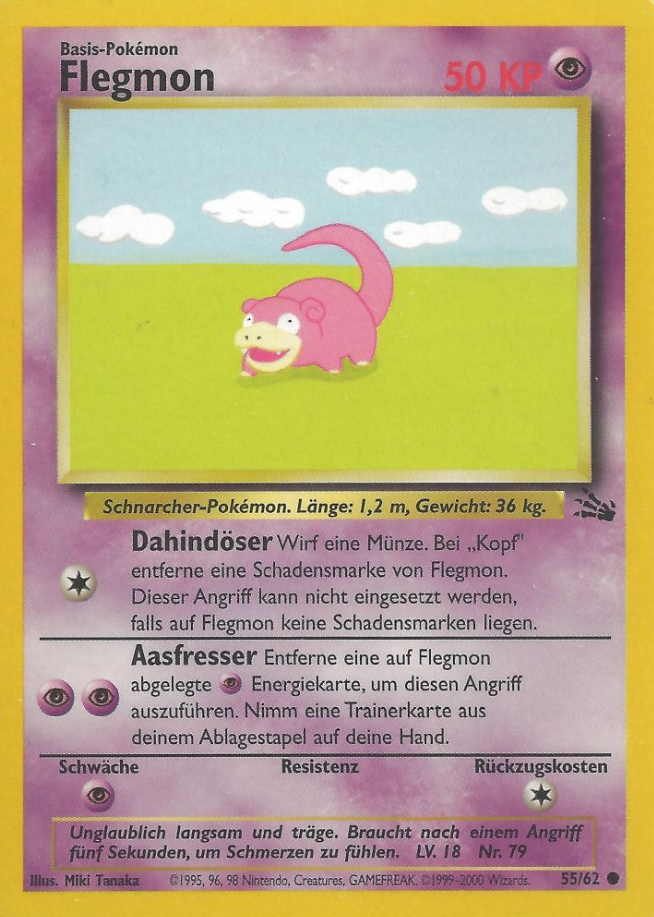 Basis-Pokémon
Flegmon 50 KP
Schnarcher-Pokémon. Länge: 1,2 m, Gewicht: 36 kg.
Dahindöser Wirf eine Münze. Bei „Kopf"
entferne eine Schadensmarke von Flegmon.
Dieser Angriff kann nicht eingesetzt werden,
falls auf Flegmon keine Schadensmarken liegen.
Aasfresser Entferne eine auf Flegmon
abgelegte Energiekarte, um diesen Angriff
auszuführen. Nimm eine Trainerkarte aus
deinem Ablagestapel auf deine Hand.
Schwäche Resistenz Rückzugskosten
Unglaublich langsam und träge. Braucht nach einem Angriff
fünf Sekunden, um Schmerzen zu fühlen. LV. 18 Nr. 79
Illus. Miki Tanaka ©1995, 96, 98 Nintendo, Creatures, GAMEFREAK. ©1999-2000 Wizards. 55/62